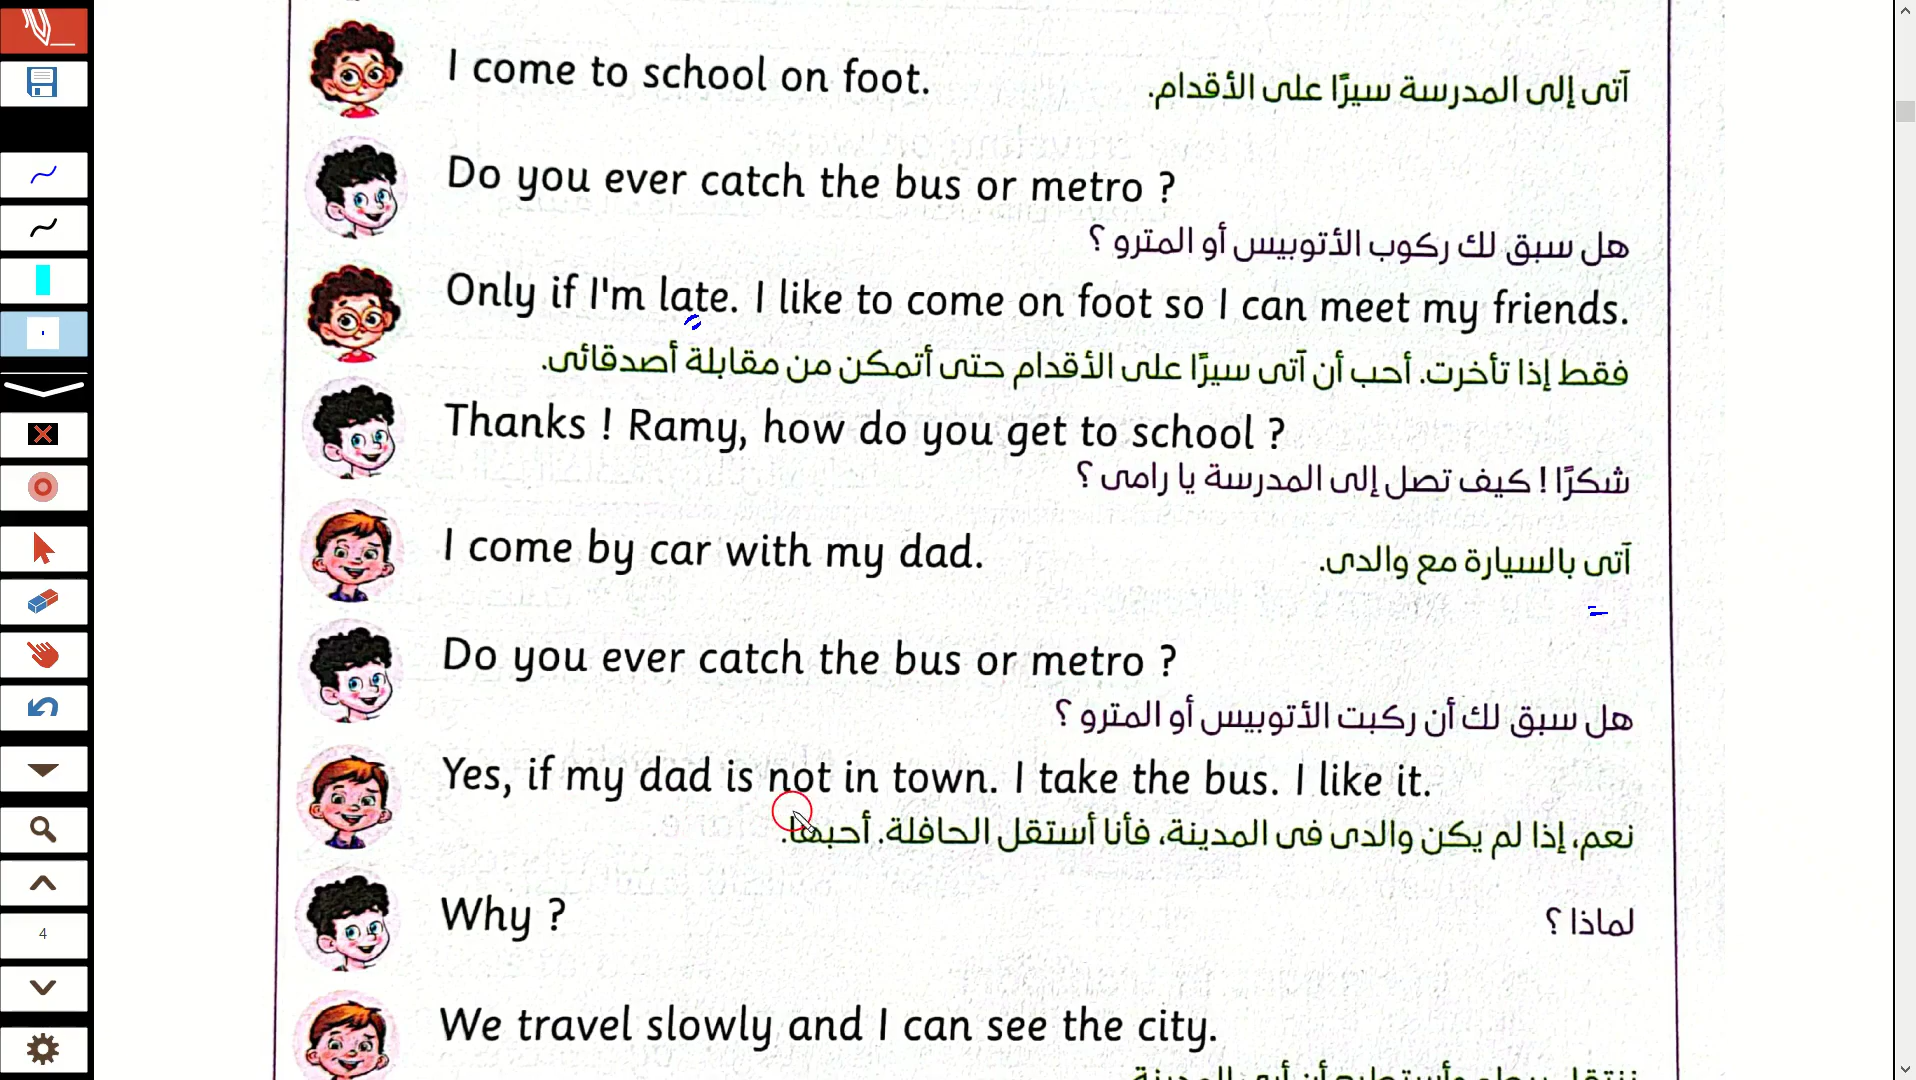 I come to school on foot.
آتى إلى المدرسة سيرًا على الأقدام.
Do you ever catch the bus or metro ?
هل سبق لك ركوب الأتوبيس أو المترو ؟
Only if I'm late. I like to come on foot so I can meet my friends.
فقط إذا تأخرت. أحب أن آتى سيرًا على الأقدام حتى أتمكن من مقابلة أصدقائى.
Thanks ! Ramy, how do you get to school ?
شكرًا ! كيف تصل إلى المدرسة يا رامى ؟
I come by car with my dad.
آتى بالسيارة مع والدى.
Do you ever catch the bus or metro ?
هل سبق لك أن ركبت الأتوبيس أو المترو ؟
Yes, if my dad is not in town. I take the bus. I like it.
نعم، إذا لم يكن والدى فى المدينة، فأنا أستقل الحافلة. أحبها.
Why ?
لماذا ؟
4
We travel slowly and I can see the city.